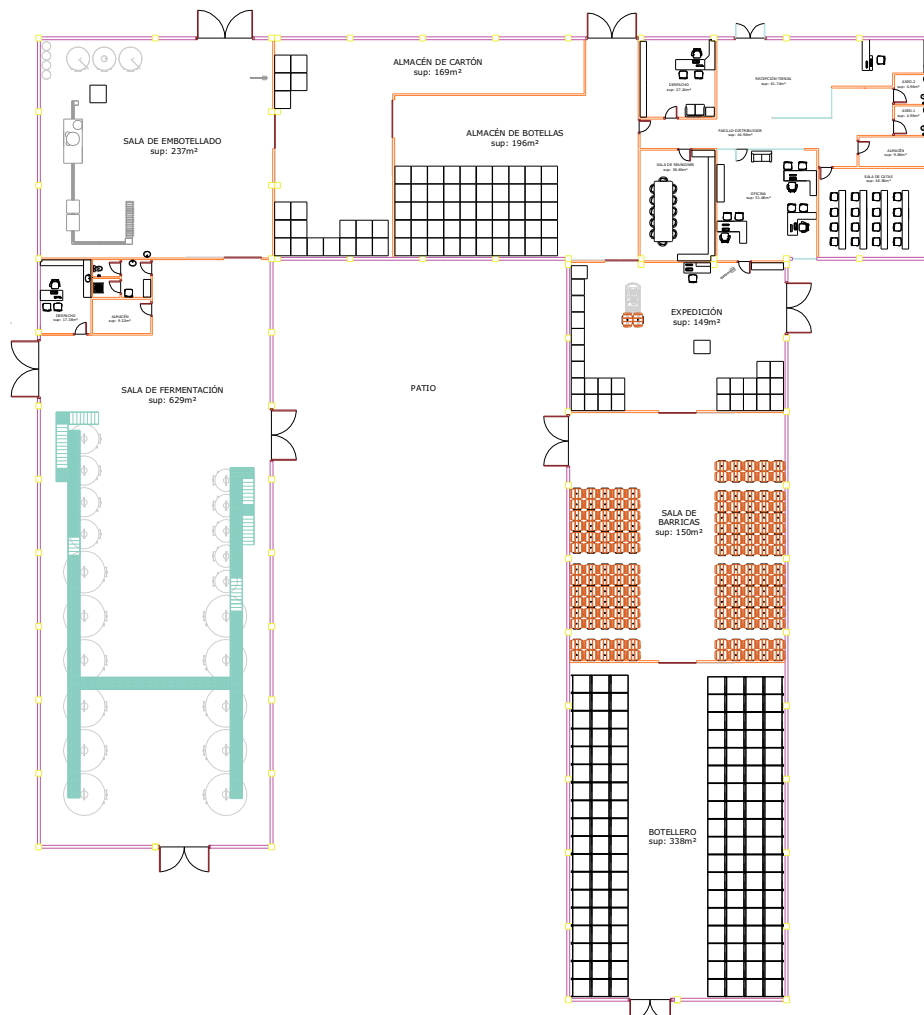 ALMACÉN DE CARTÓN
sup: 169m²
SALA DE EMBOTELLADO
sup: 237m²
ALMACÉN DE BOTELLAS
sup: 196m²
DESPACHO
RECEPCIÓN-TIENDA
ASEO.2
ASEO.1
PASILLO-DISTRIBUIDOR
ALMACÉN
SALA DE REUNIONES
OFICINA
SALA DE CATAS
DESPACHO
ALMACÉN
EXPEDICIÓN
sup: 149m²
SALA DE FERMENTACIÓN
sup: 629m²
PATIO
SALA DE
BARRICAS
sup: 150m²
BOTELLERO
sup: 338m²